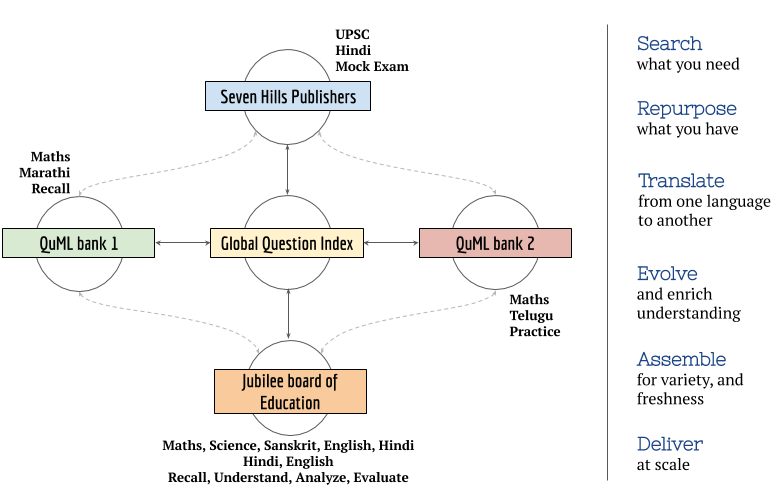 UPSC
Hindi
Mock Exam
Seven Hills Publishers
Maths
Marathi
Recall
QuML bank 1
Global Question Index
QuML bank 2
Maths
Telugu
Practice
Jubilee board of
Education
Maths, Science, Sanskrit, English, Hindi
Hindi, English
Recall, Understand, Analyze, Evaluate
Search
what you need
Repurpose
what you have
Translate
from one language
to another
Evolve
and enrich
understanding
Assemble
for variety, and
freshness
Deliver
at scale